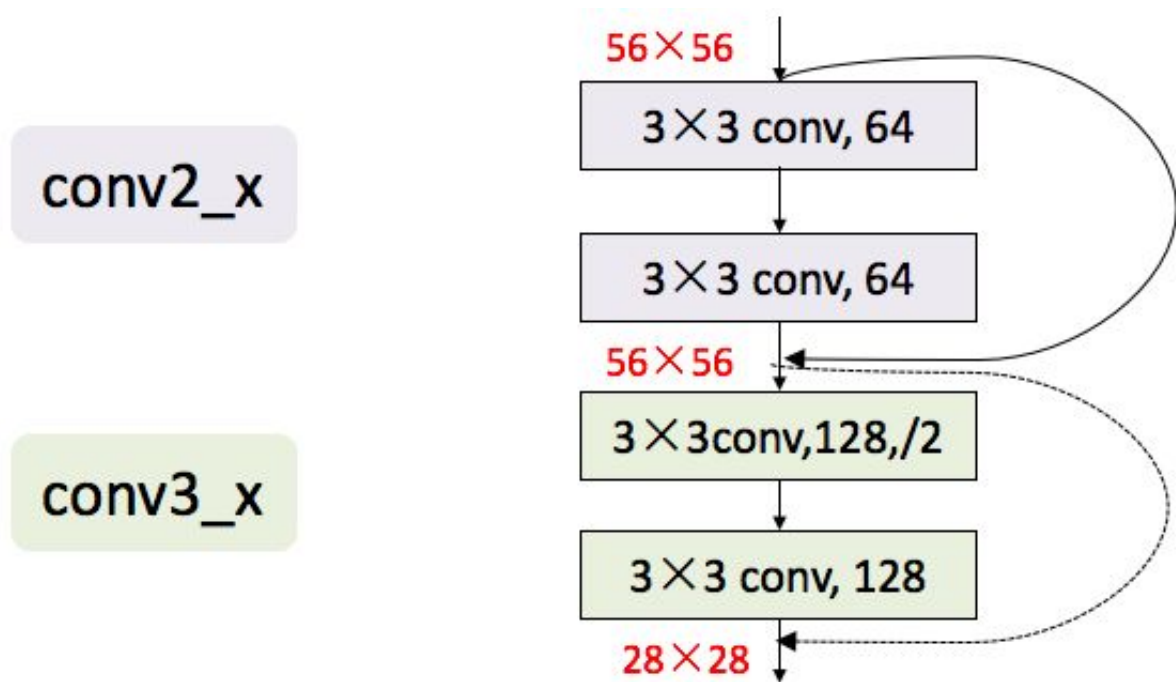 56×56
3×3 conv, 64
conv2_x
3×3 conv, 64
56×56
3×3conv,128,/2
conv3_x
3×3 conv, 128
28×28